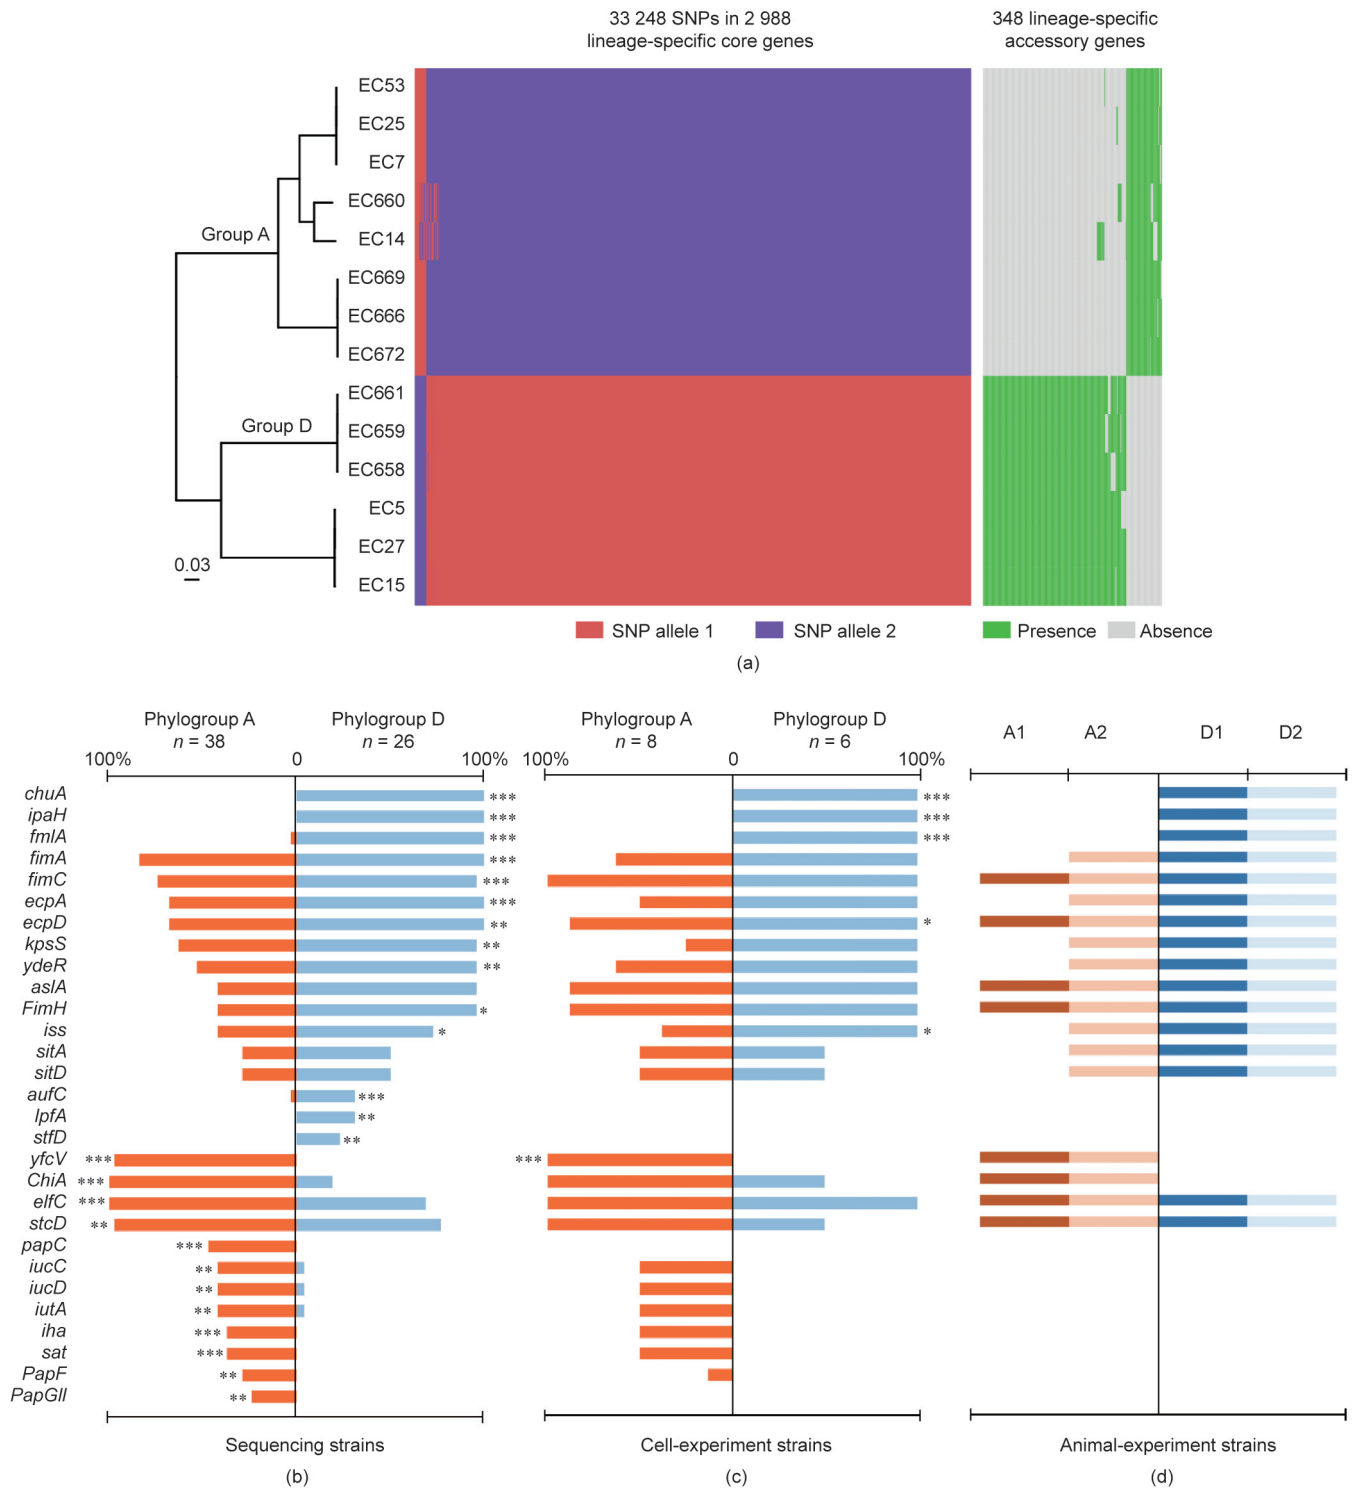 33 248 SNPs in 2 988
lineage-specific core genes
348 lineage-specific
accessory genes
EC53
EC25
EC7
EC660
EC14
EC669
EC666
EC672
EC661
EC659
EC658
EC5
EC27
EC15
Group A
Group D
0.03
SNP allele 1
SNP allele 2
Presence
Absence
(a)
Phylogroup A
n = 38
Phylogroup D
n = 26
100%
0
100%
Phylogroup A
n = 8
Phylogroup D
n = 6
100%
0
100%
A1
A2
D1
D2
chuA *** ***
ipaH *** ***
fmlA *** ***
fimA ***
fimC ***
ecpA ***
ecpD ** *
kpsS **
ydeR **
aslA
FimH *
iss * *
sitA
sitD
aufC ***
lpfA **
stfD **
yfcV *** ***
ChiA ***
elfC ***
stcD **
papC ***
iucC **
iucD **
iutA **
iha ***
sat ***
PapF **
PapGII **
Sequencing strains
(b)
Cell-experiment strains
(c)
Animal-experiment strains
(d)